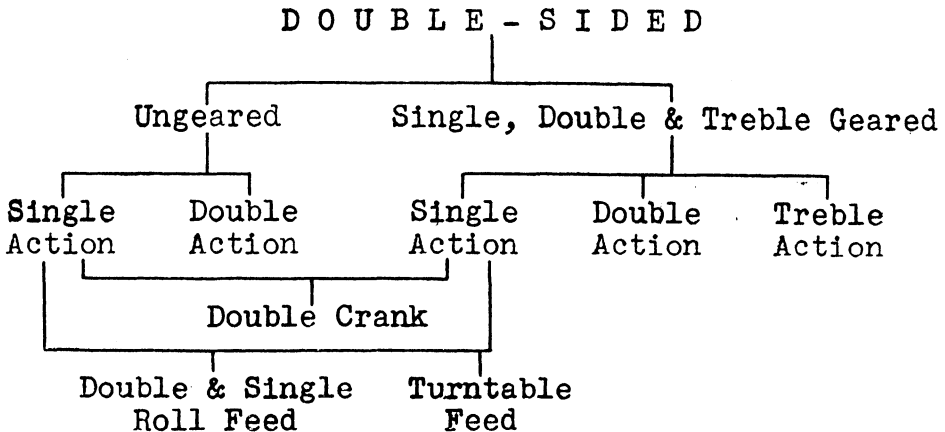 DOUBLE-SIDED
Ungeared Single, Double & Treble Geared
Single Double Single Double Treble
Action Action Action Action Action
Double Crank
Double & Single Turntable
Roll Feed Feed